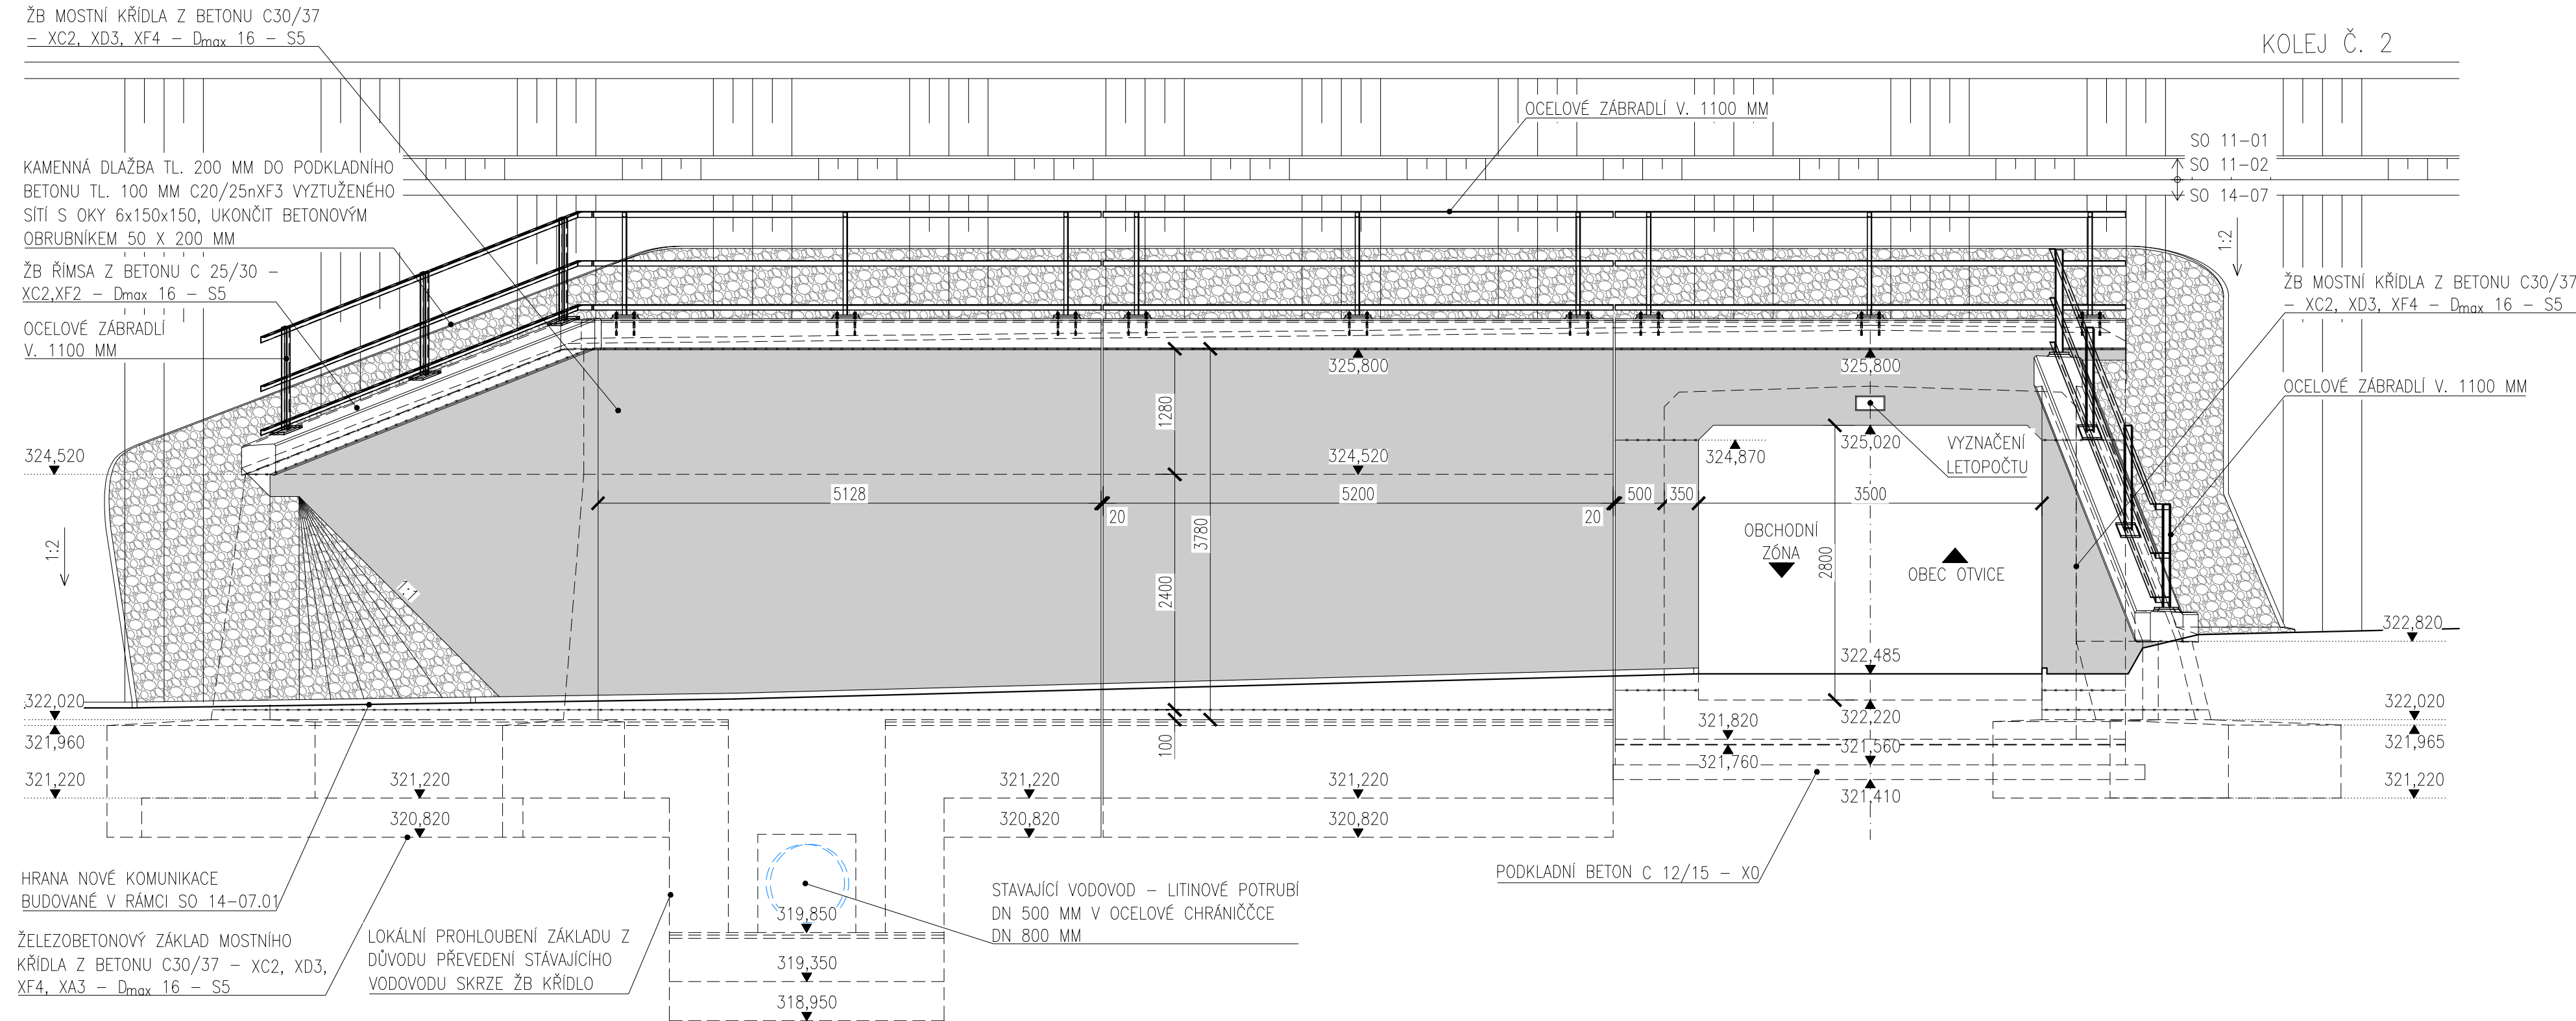 ŽB MOSTNÍ KŘÍDLA Z BETONU C30/37
– XC2, XD3, XF4 – Dmax 16 – S5
KOLEJ Č. 2
OCELOVÉ ZÁBRADLÍ V. 1100 MM
SO 11–01
SO 11–02
SO 14–07
KAMENNÁ DLAŽBA TL. 200 MM DO PODKLADNÍHO
BETONU TL. 100 MM C20/25nXF3 VYZTUŽENÉHO
SÍTÍ S OKY 6x150x150, UKONČIT BETONOVÝM
OBRUBNÍKEM 50 X 200 MM
ŽB ŘÍMSA Z BETONU C 25/30 –
XC2,XF2 – Dmax 16 – S5
OCELOVÉ ZÁBRADLÍ
V. 1100 MM
1:2
ŽB MOSTNÍ KŘÍDLA Z BETONU C30/37
– XC2, XD3, XF4 – Dmax 16 – S5
OCELOVÉ ZÁBRADLÍ V. 1100 MM
325,800
325,800
1280
324,520
324,520
325,020
324,870
VYZNAČENÍ
LETOPOČTU
5128
20
5200
20
500
350
3500
3780
2400
2800
1:2
1:1
OBCHODNÍ
ZÓNA
OBEC OTVICE
322,485
322,820
322,020
321,960
321,220
100
321,820
322,220
321,560
321,760
321,410
322,020
321,965
321,220
321,220
320,820
321,220
320,820
321,220
320,820
HRANA NOVÉ KOMUNIKACE
BUDOVANÉ V RÁMCI SO 14–07.01
ŽELEZOBETONOVÝ ZÁKLAD MOSTNÍHO
KŘÍDLA Z BETONU C30/37 – XC2, XD3,
XF4, XA3 – Dmax 16 – S5
LOKÁLNÍ PROHLOUBENÍ ZÁKLADU Z
DŮVODU PŘEVEDENÍ STÁVAJÍCÍHO
VODOVODU SKRZE ŽB KŘÍDLO
319,850
319,350
318,950
STAVAJÍCÍ VODOVOD – LITINOVÉ POTRUBÍ
DN 500 MM V OCELOVÉ CHRÁNIČČCE
DN 800 MM
PODKLADNÍ BETON C 12/15 – X0